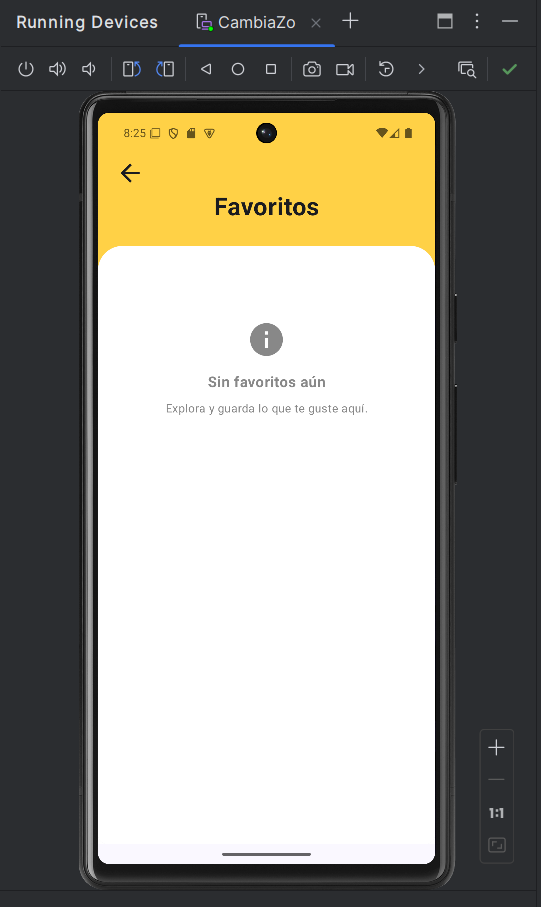 Running Devices
CambiaZo
8:25
Favoritos
Sin favoritos aún
Explora y guarda lo que te guste aquí.
1:1